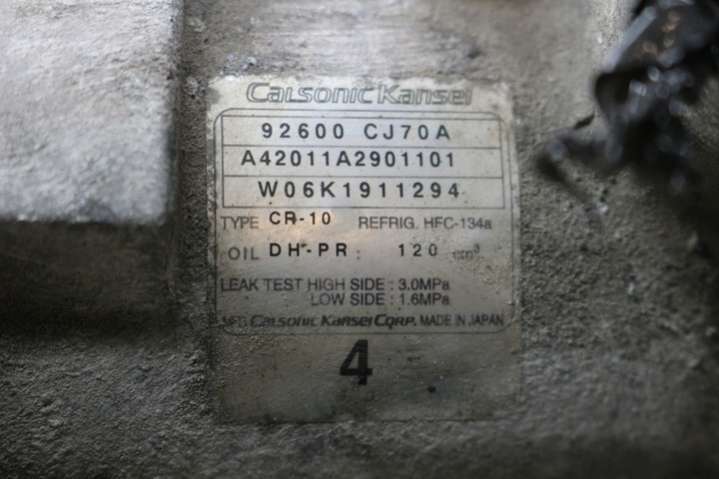 Calsonic Kansei
92600 CJ70A
A42011A2901101
W06K1911294
TYPE CR-10 REFRIG. HFC-134a
OIL DH-PR : 120 cm³
LEAK TEST HIGH SIDE : 3.0MPa
LOW SIDE : 1.6MPa
MFD. Calsonic Kansei Corp. MADE IN JAPAN
4